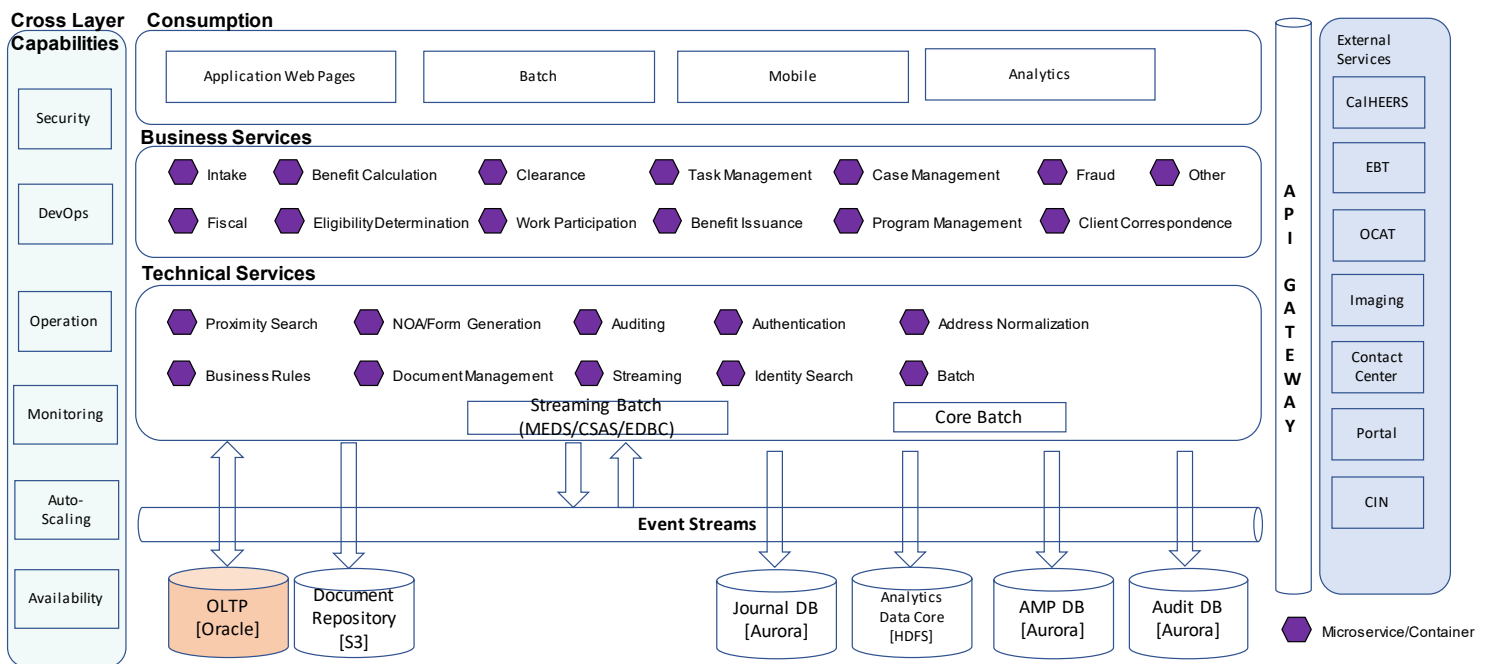 Cross Layer
Capabilities
Security
DevOps
Operation
Monitoring
Auto-
Scaling
Availability
Consumption
Application Web Pages
Batch
Mobile
Analytics
Business Services
Intake
Benefit Calculation
Clearance
Task Management
Case Management
Fraud
Other
Fiscal
Eligibility Determination
Work Participation
Benefit Issuance
Program Management
Client Correspondence
Technical Services
Proximity Search
NOA/Form Generation
Auditing
Authentication
Address Normalization
Business Rules
Document Management
Streaming
Identity Search
Batch
Streaming Batch
(MEDS/CSAS/EDBC)
Core Batch
Event Streams
OLTP
[Oracle]
Document
Repository
[S3]
Journal DB
[Aurora]
Analytics
Data Core
[HDFS]
AMP DB
[Aurora]
Audit DB
[Aurora]
API GATEWAY
External
Services
CalHEERS
EBT
OCAT
Imaging
Contact
Center
Portal
CIN
Microservice/Container